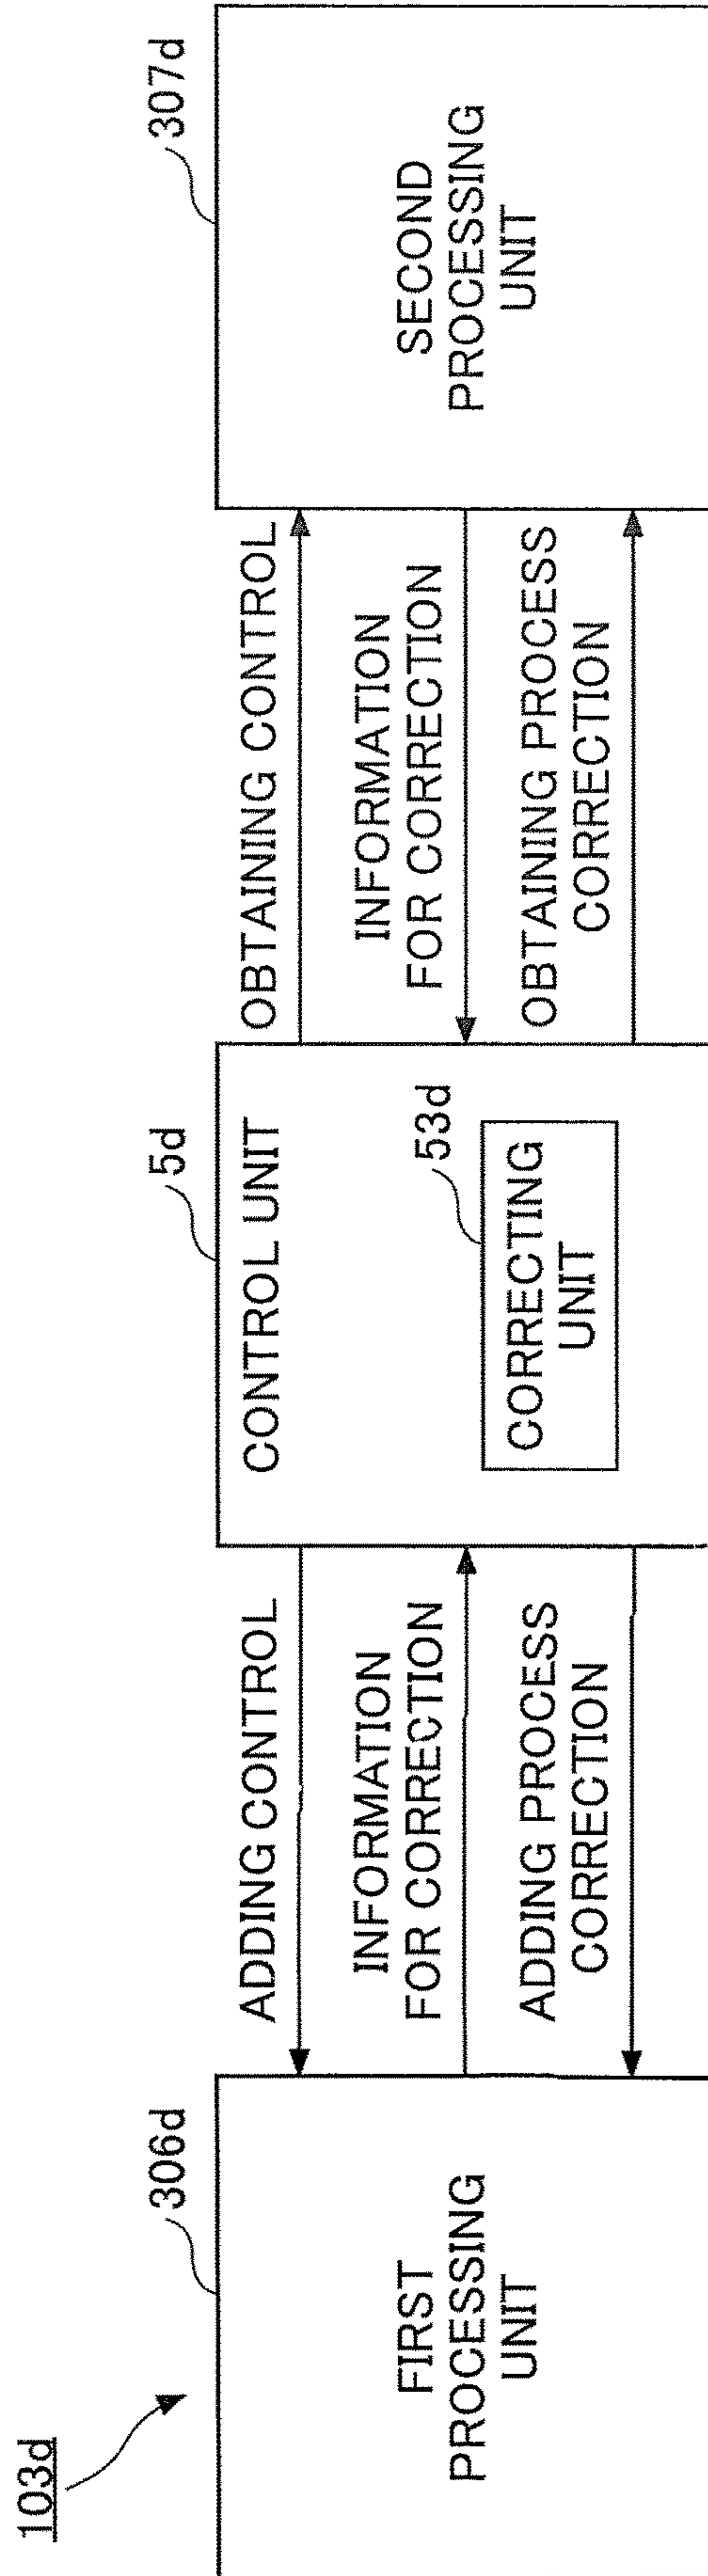 103d
306d
FIRST
PROCESSING
UNIT
ADDING CONTROL
INFORMATION
FOR CORRECTION
ADDING PROCESS
CORRECTION
5d
CONTROL UNIT
53d
CORRECTING
UNIT
OBTAINING CONTROL
INFORMATION
FOR CORRECTION
OBTAINING PROCESS
CORRECTION
307d
SECOND
PROCESSING
UNIT